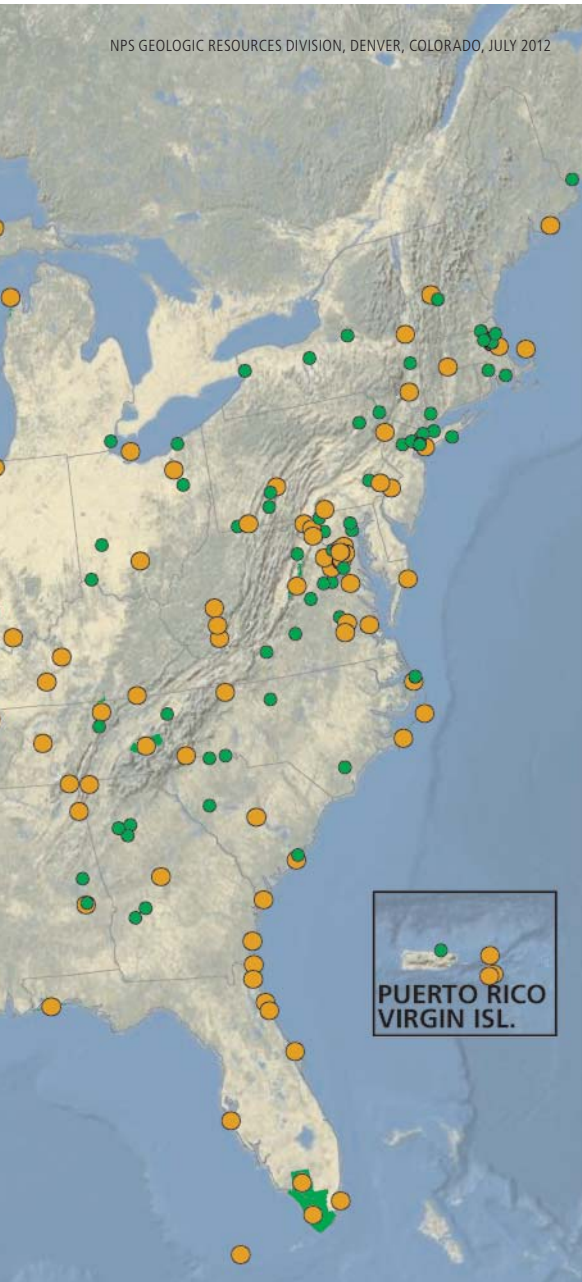 NPS GEOLOGIC RESOURCES DIVISION, DENVER, COLORADO, JULY 2012
PUERTO RICO
VIRGIN ISL.